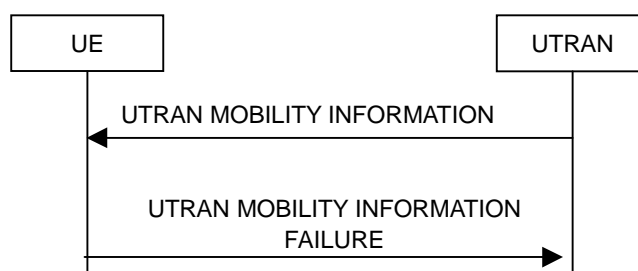 UE
UTRAN
UTRAN MOBILITY INFORMATION
UTRAN MOBILITY INFORMATION
FAILURE